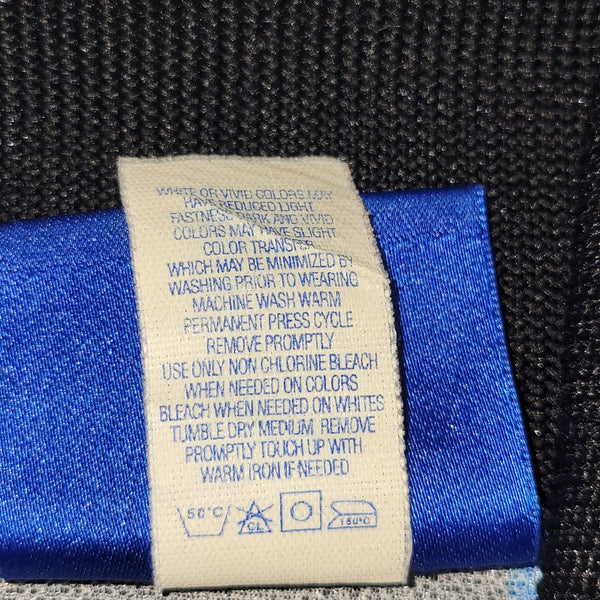 WHITE OR VIVID COLORS MAY
HAVE REDUCED LIGHT
FASTNESS DARK AND VIVID
COLORS MAY HAVE SLIGHT
COLOR TRANSFER
WHICH MAY BE MINIMIZED BY
WASHING PRIOR TO WEARING
MACHINE WASH WARM
PERMANENT PRESS CYCLE
REMOVE PROMPTLY
USE ONLY NON CHLORINE BLEACH
WHEN NEEDED ON COLORS
BLEACH WHEN NEEDED ON WHITES
TUMBLE DRY MEDIUM REMOVE
PROMPTLY TOUCH UP WITH
WARM IRON IF NEEDED
50°C CL 150°C